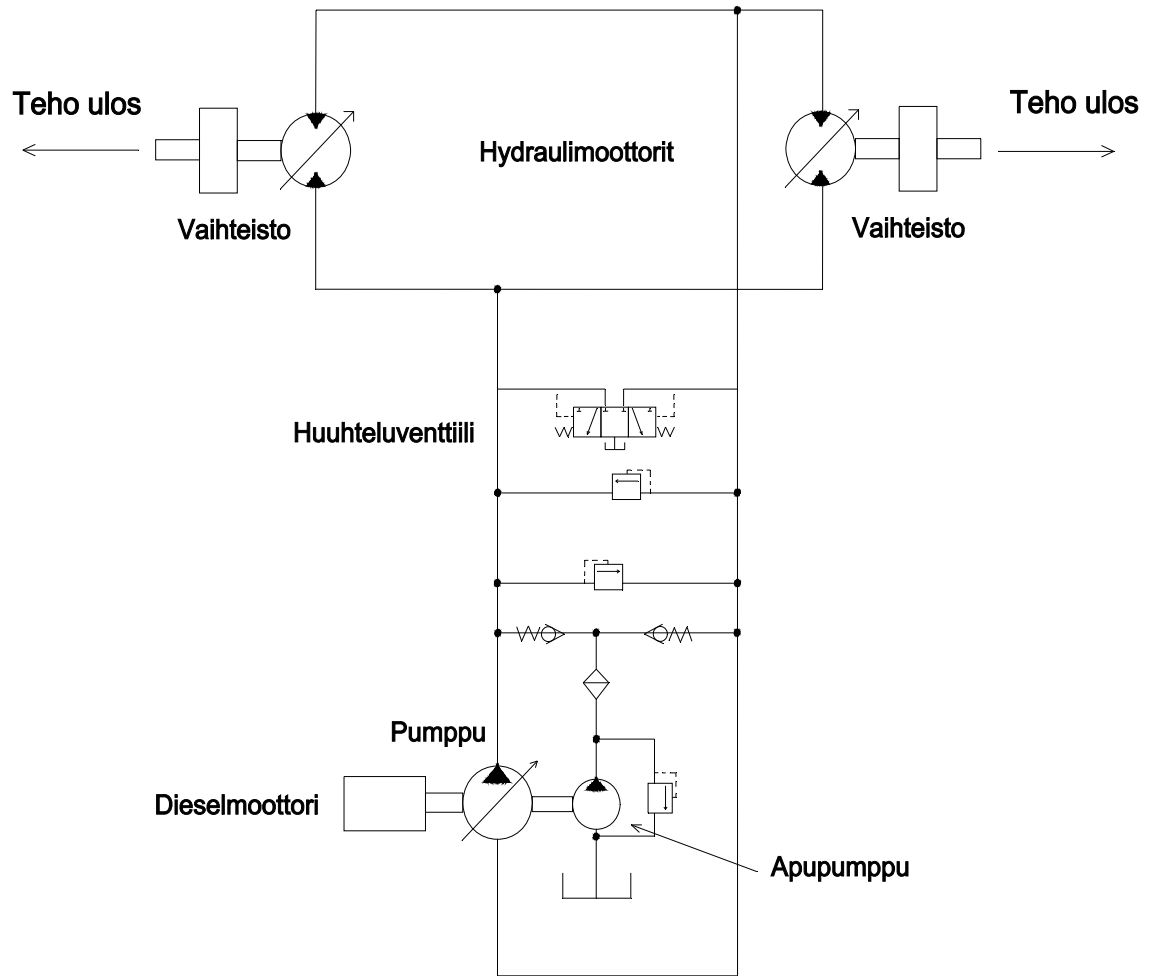 Teho ulos
Teho ulos
Hydraulimoottorit
Vaihteisto
Vaihteisto
Huuhteluventtiili
Pumppu
Dieselmoottori
Apupumppu